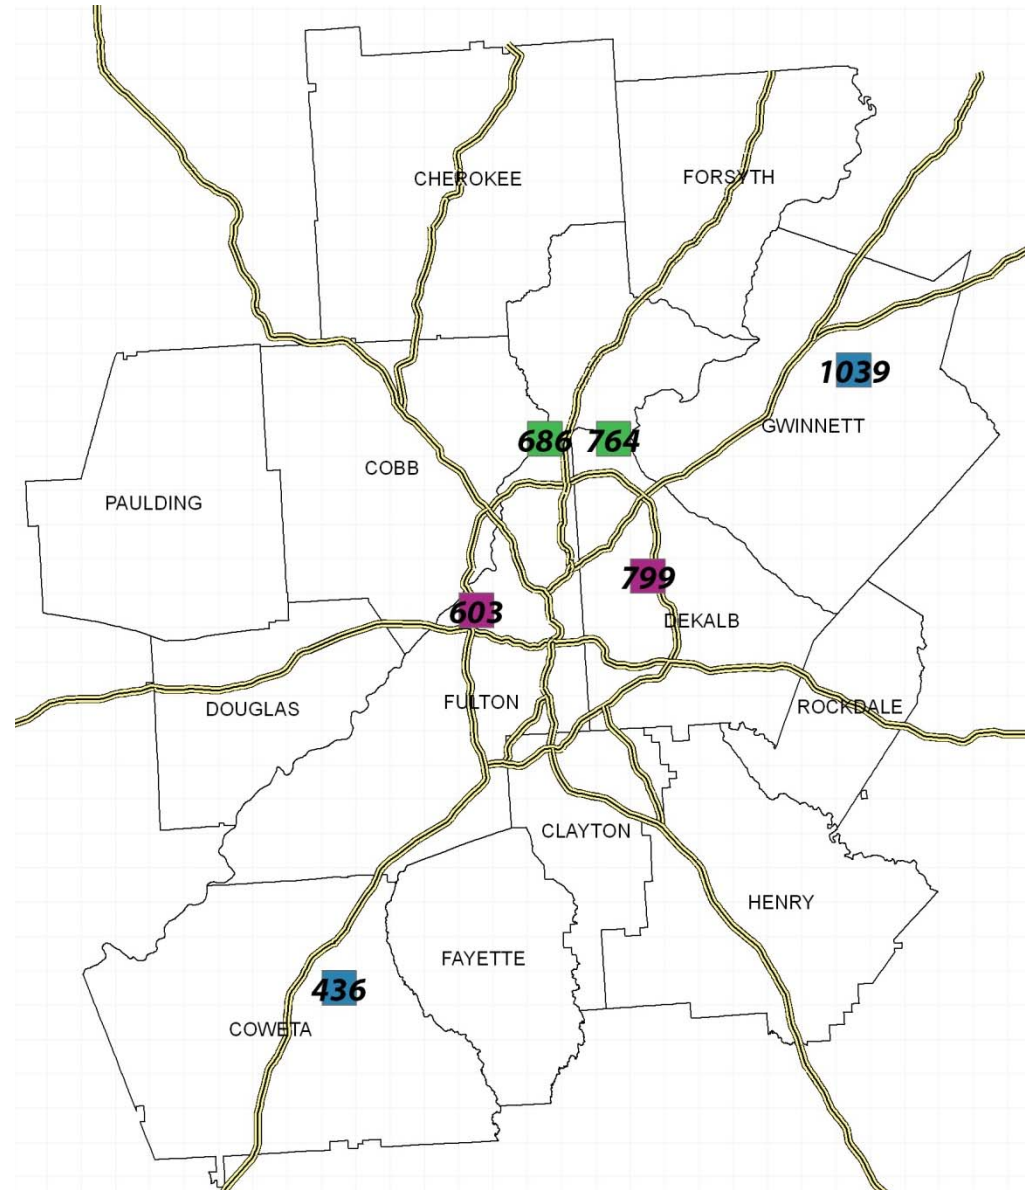 CHEROKEE
FORSYTH
1039
GWINNETT
686
764
COBB
PAULDING
799
603
DEKALB
FULTON
DOUGLAS
ROCKDALE
CLAYTON
HENRY
FAYETTE
436
COWETA